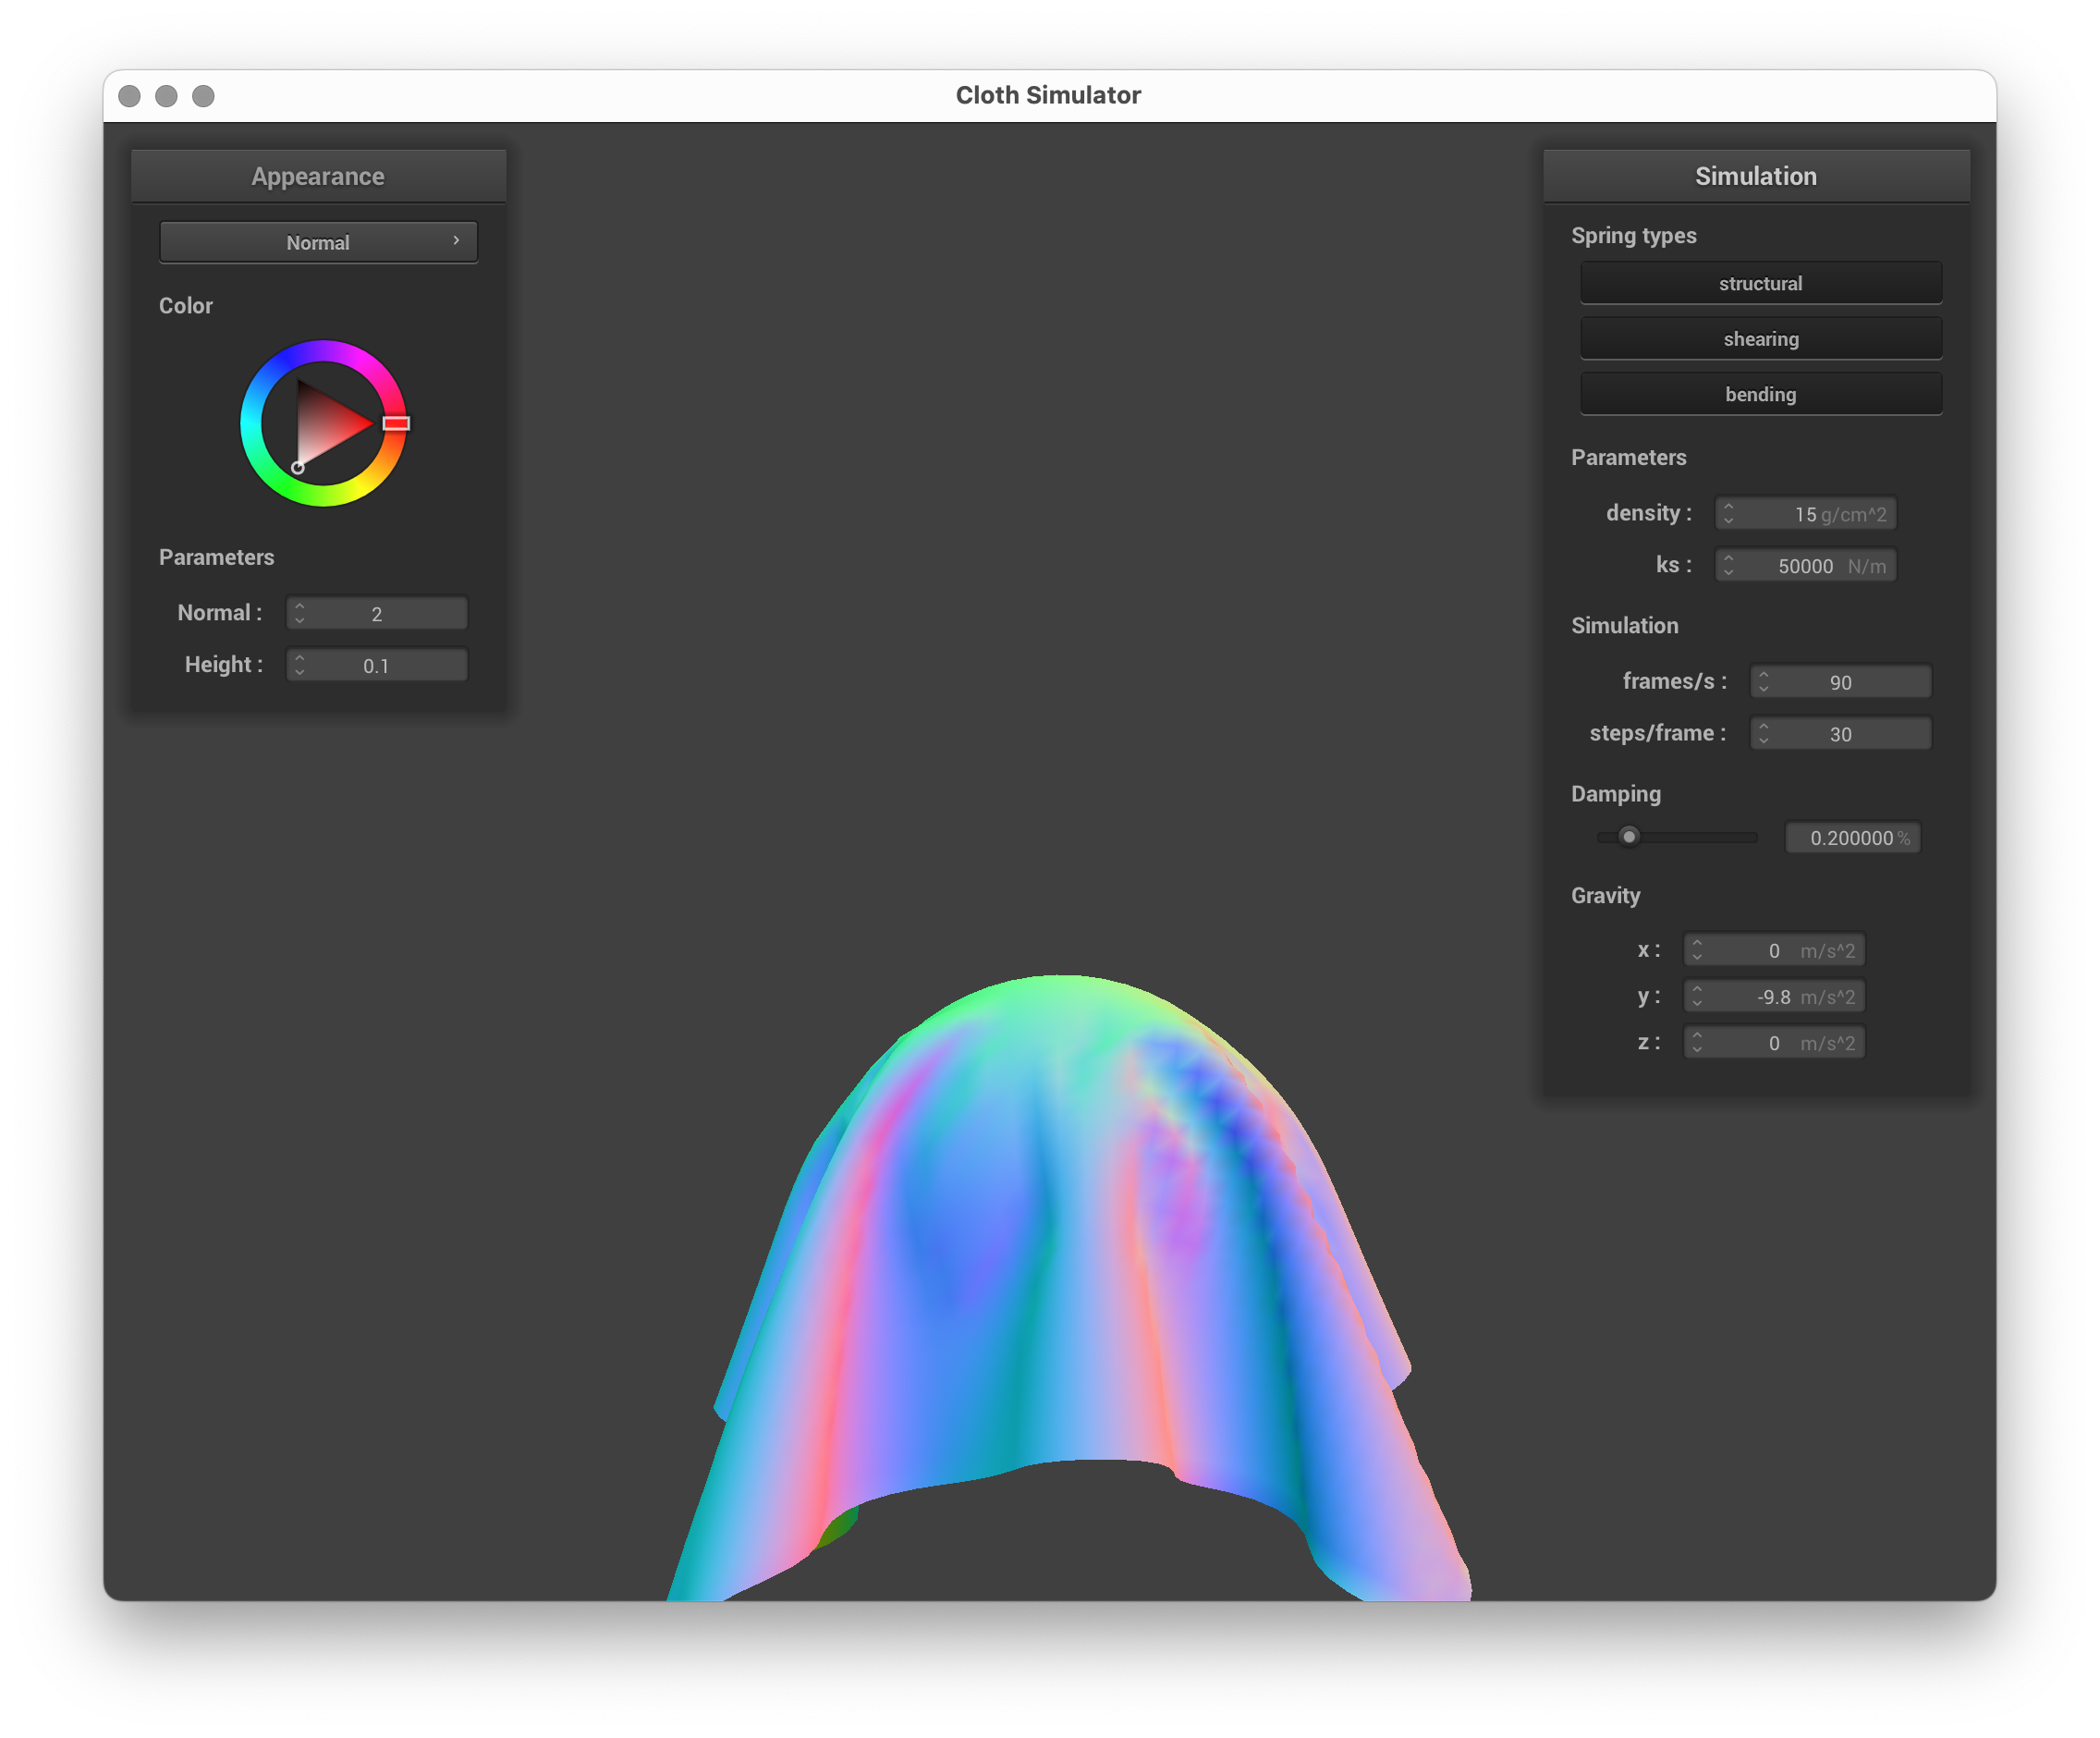 Cloth Simulator
Appearance
Normal
Color
Parameters
Normal :
2
Height :
0.1
Simulation
Spring types
structural
shearing
bending
Parameters
density :
15 g/cm^2
ks :
50000 N/m
Simulation
frames/s :
90
steps/frame :
30
Damping
0.200000 %
Gravity
x :
0 m/s^2
y :
-9.8 m/s^2
z :
0 m/s^2